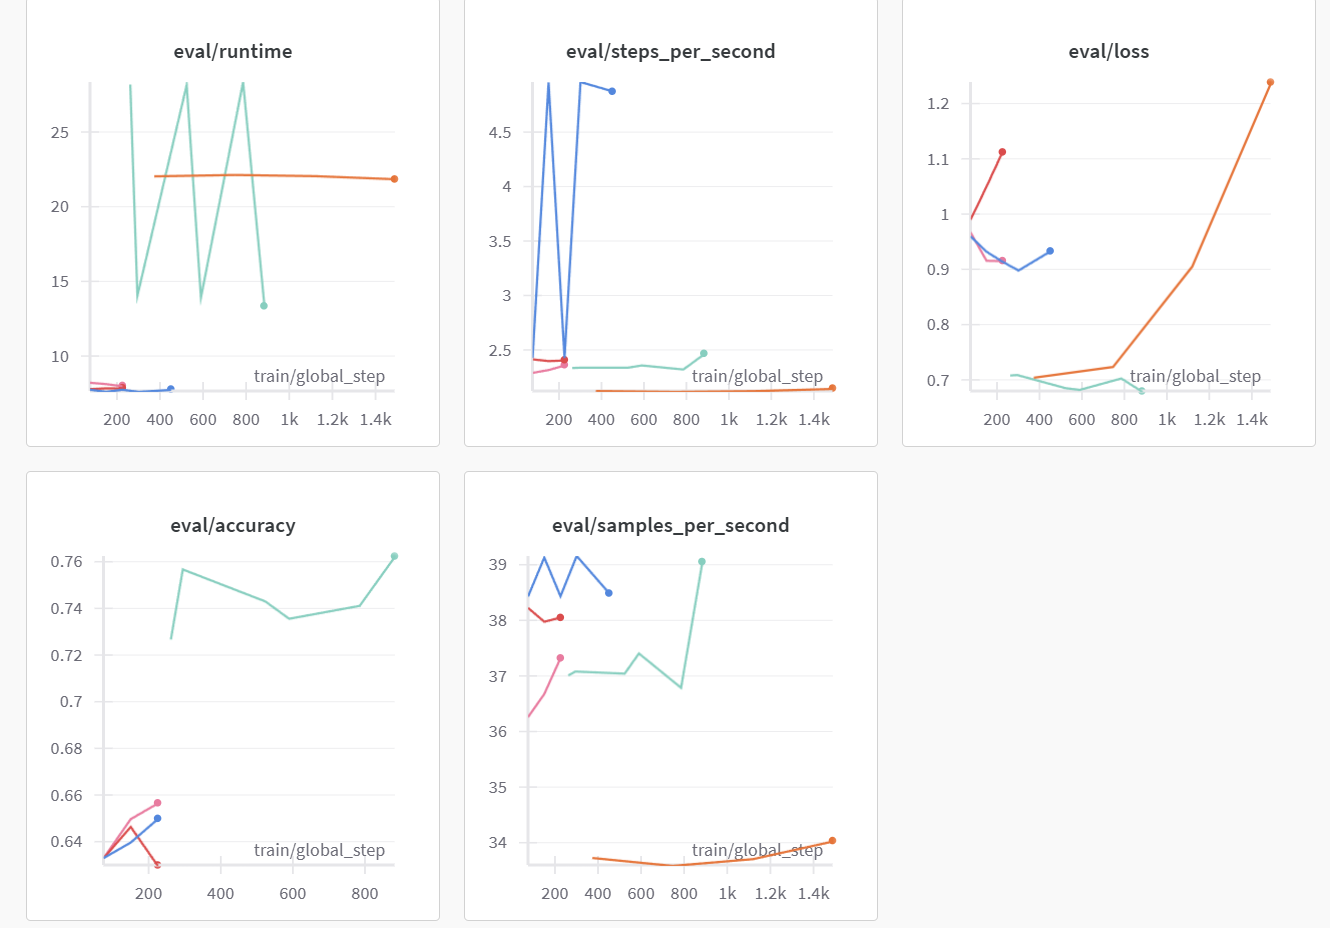 eval/runtime
25
20
15
10
train/global_step
200 400 600 800 1k 1.2k 1.4k
eval/steps_per_second
4.5
4
3.5
3
2.5
train/global_step
200 400 600 800 1k 1.2k 1.4k
eval/loss
1.2
1.1
1
0.9
0.8
0.7
train/global_step
200 400 600 800 1k 1.2k 1.4k
eval/accuracy
0.76
0.74
0.72
0.7
0.68
0.66
0.64
train/global_step
200 400 600 800
eval/samples_per_second
39
38
37
36
35
34
train/global_step
200 400 600 800 1k 1.2k 1.4k